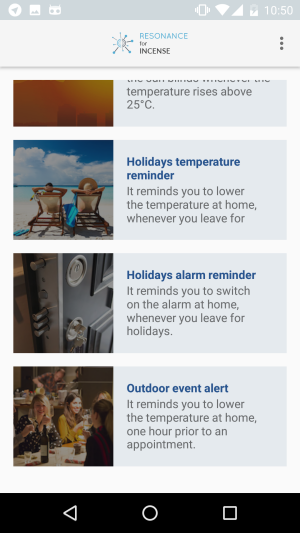 10:50
RESONANCE
for
INCENSE
the sun blinds whenever the
temperature rises above
25°C.
Holidays temperature
reminder
It reminds you to lower
the temperature at home,
whenever you leave for
Holidays alarm reminder
It reminds you to switch
on the alarm at home,
whenever you leave for
holidays.
Outdoor event alert
It reminds you to lower
the temperature at home,
one hour prior to an
appointment.